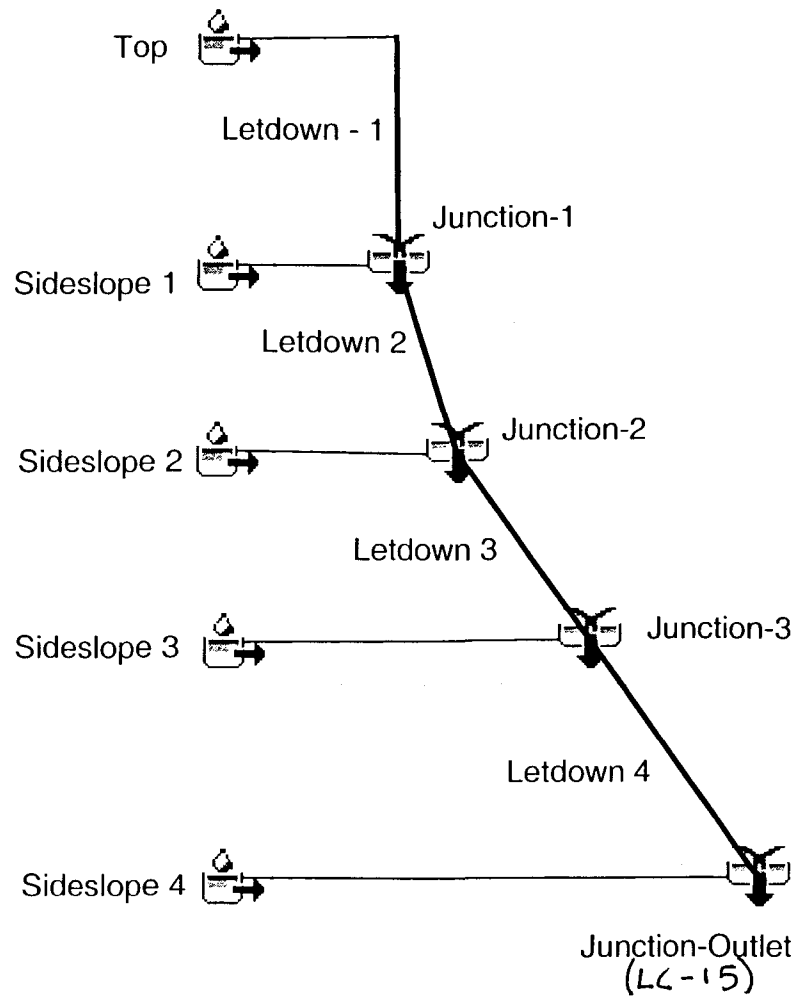 Top
Letdown - 1
Junction-1
Sideslope 1
Letdown 2
Junction-2
Sideslope 2
Letdown 3
Junction-3
Sideslope 3
Letdown 4
Sideslope 4
Junction-Outlet
(LC-15)